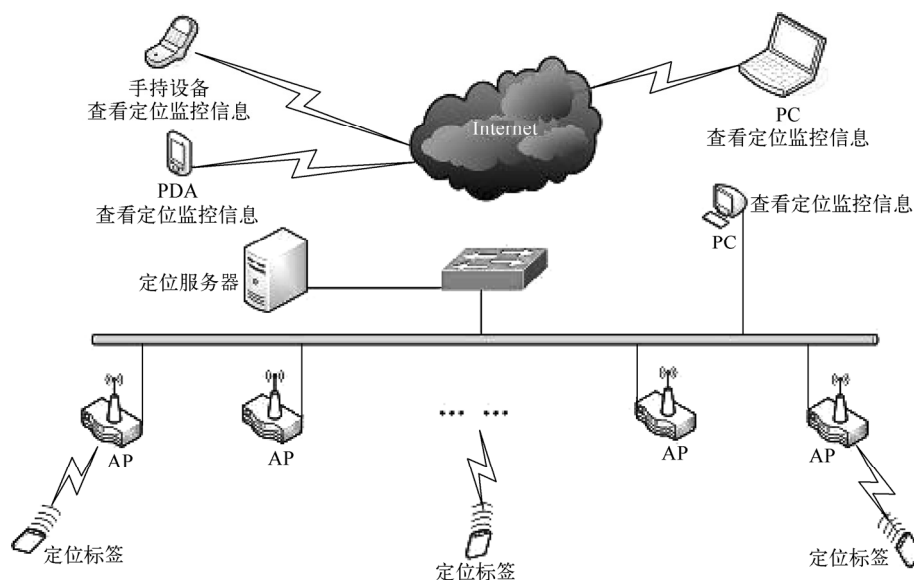 手持设备
查看定位监控信息
Internet
PC
查看定位监控信息
PDA
查看定位监控信息
查看定位监控信息
PC
定位服务器
AP
AP
... ...
AP
AP
定位标签
定位标签
定位标签